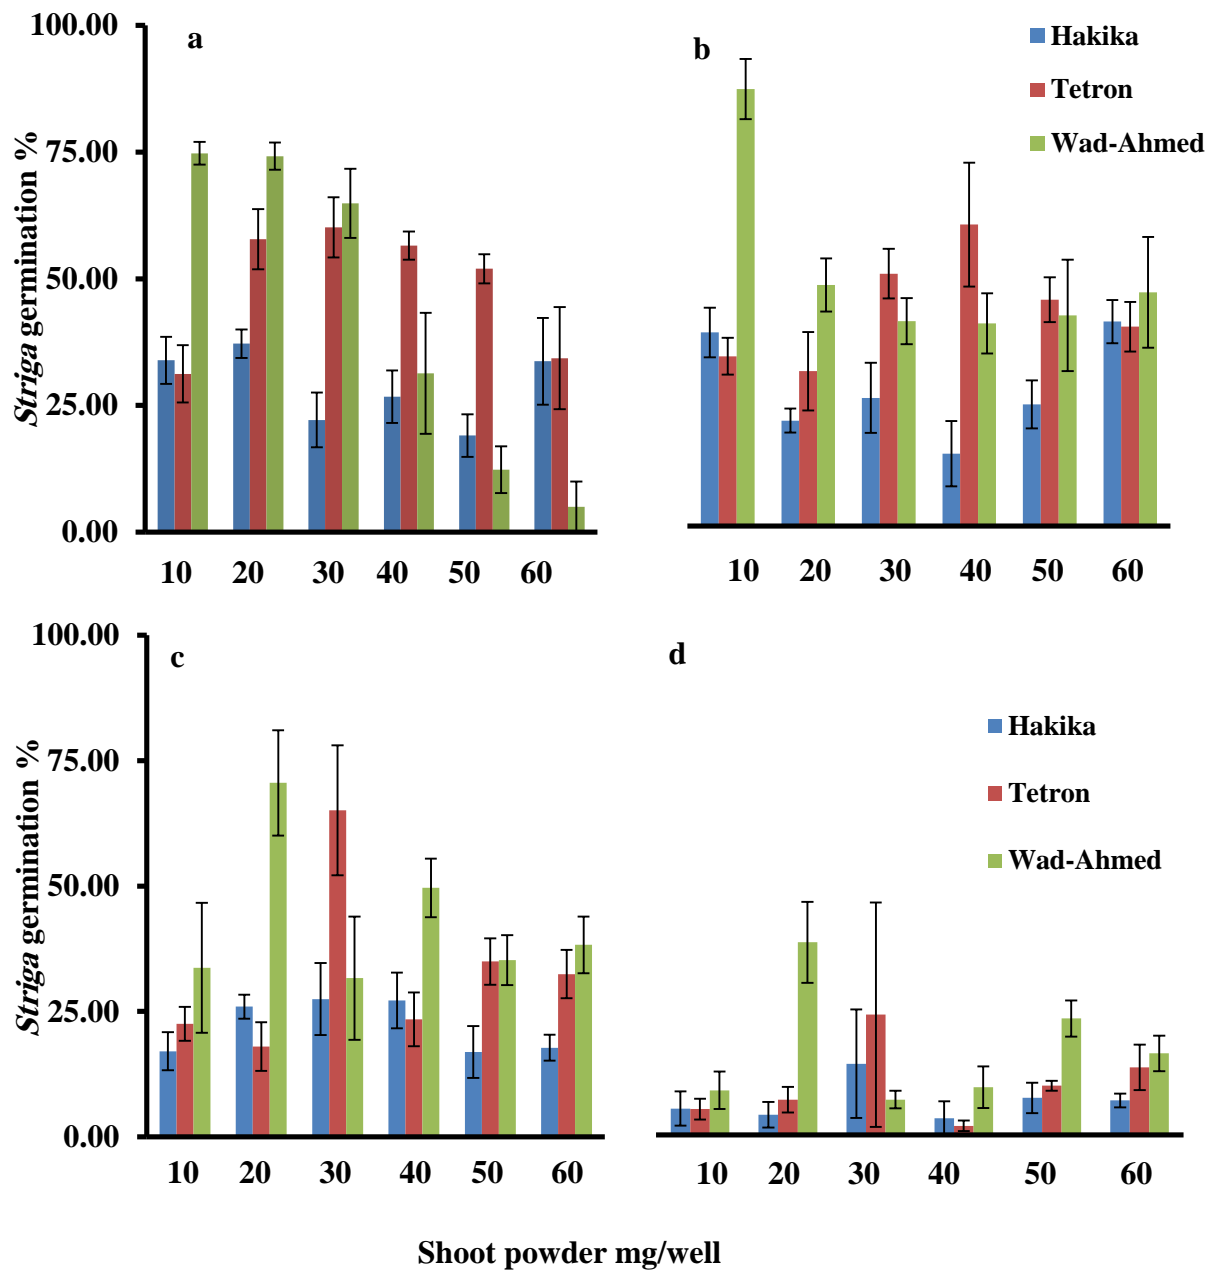 100.00
75.00
50.00
25.00
0.00
Striga germination %
a
10 20 30 40 50 60
b
Hakika
Tetron
Wad-Ahmed
10 20 30 40 50 60
100.00
75.00
50.00
25.00
0.00
Striga germination %
c
10 20 30 40 50 60
d
Hakika
Tetron
Wad-Ahmed
10 20 30 40 50 60
Shoot powder mg/well